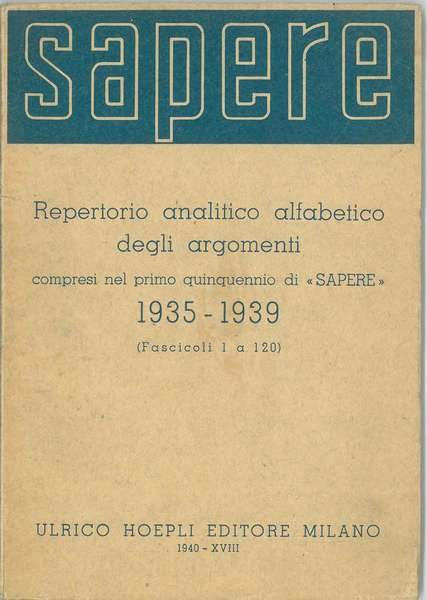 sapere
Repertorio analitico alfabetico
degli argomenti
compresi nel primo quinquennio di « SAPERE »
1935 - 1939
(Fascicoli 1 a 120)
ULRICO HOEPLI EDITORE MILANO
1940 - XVIII